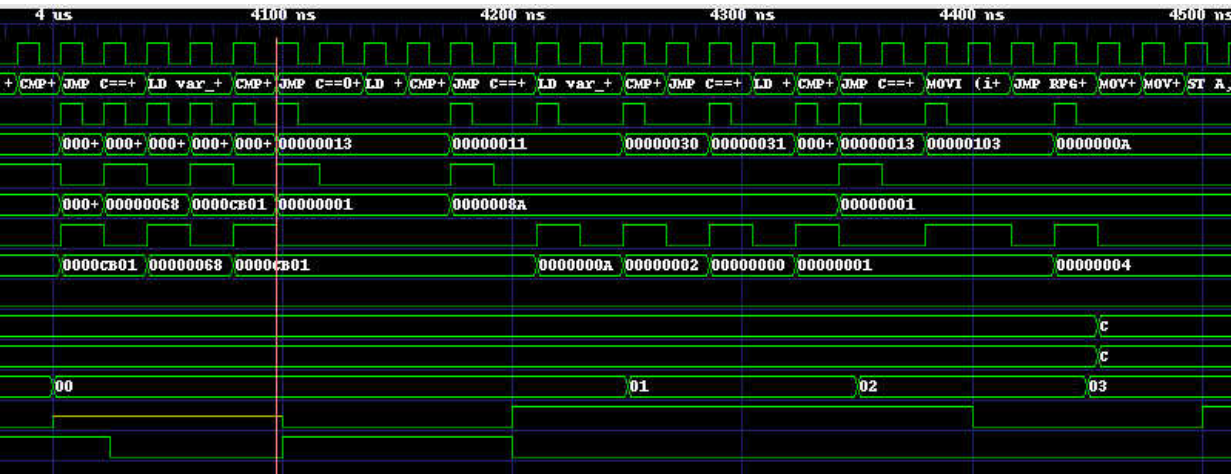 4 us 4100 ns 4200 ns 4300 ns 4400 ns 4500 ns
+ CMP+ JMP C==+ LD var_+ CMP+ JMP C==0+ LD + CMP+ JMP C==+ LD var_+ CMP+ JMP C==+ LD + CMP+ JMP C==+ MOVI (i+ JMP RPG+ MOV+ MOV+ ST A,
000+ 000+ 000+ 000+ 000+ 00000013 00000011 00000030 00000031 000+ 00000013 00000103 0000000A
000+ 00000068 0000CB01 00000001 0000008A 00000001
0000CB01 00000068 0000CB01 0000000A 00000002 00000000 00000001 00000004
C
C
00 01 02 03